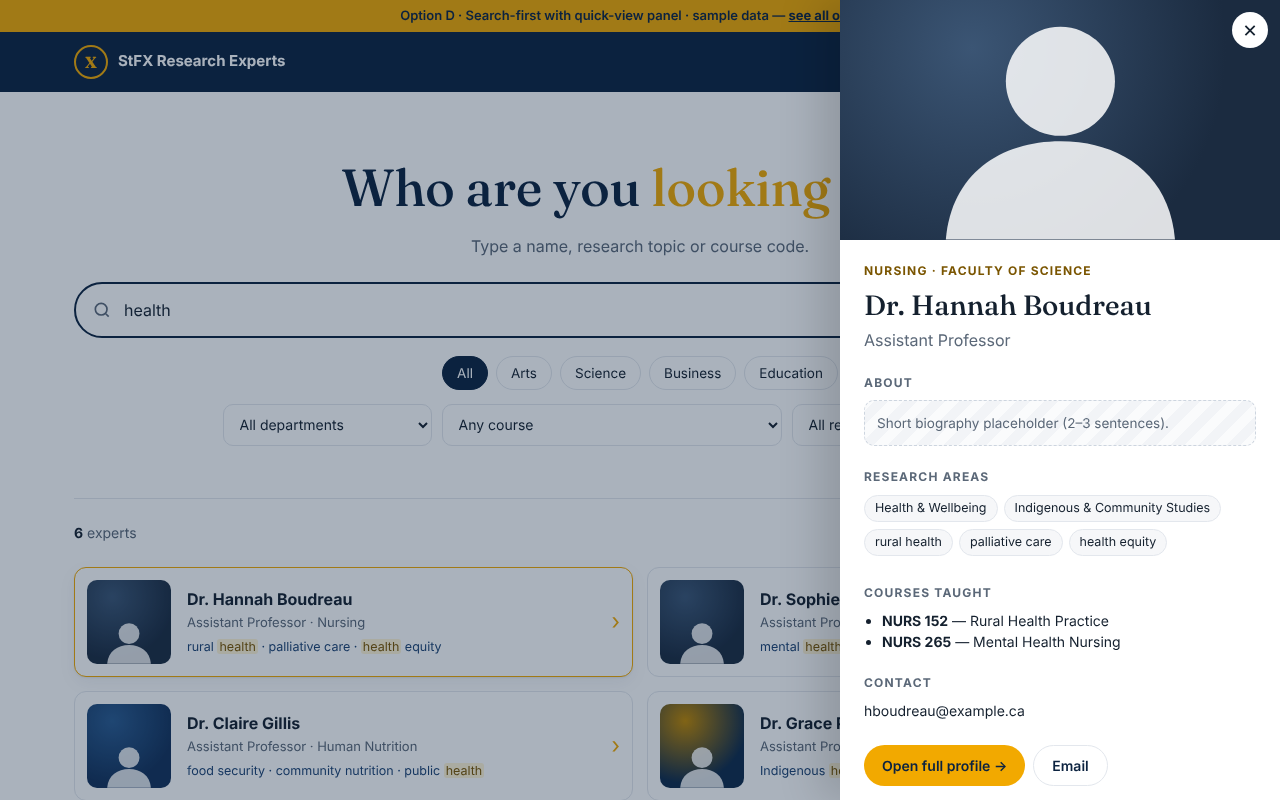 Option D · Search-first with quick-view panel · sample data — see all o
X StFX Research Experts
Who are you looking
Type a name, research topic or course code.
health
All Arts Science Business Education
All departments Any course All re
6 experts
Dr. Hannah Boudreau
Assistant Professor · Nursing
rural health · palliative care · health equity
Dr. Sophie
Assistant Pro
mental health
Dr. Claire Gillis
Assistant Professor · Human Nutrition
food security · community nutrition · public health
Dr. Grace
Assistant Pro
Indigenous
NURSING · FACULTY OF SCIENCE
Dr. Hannah Boudreau
Assistant Professor
ABOUT
Short biography placeholder (2–3 sentences).
RESEARCH AREAS
Health & Wellbeing Indigenous & Community Studies
rural health palliative care health equity
COURSES TAUGHT
• NURS 152 — Rural Health Practice
• NURS 265 — Mental Health Nursing
CONTACT
hboudreau@example.ca
Open full profile → Email